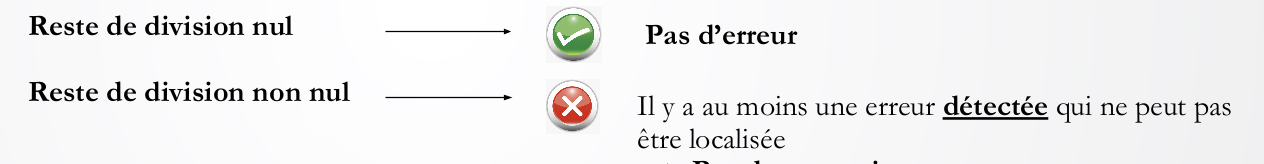 Reste de division nul
Pas d’erreur
Reste de division non nul
Il y a au moins une erreur détectée qui ne peut pas
être localisée